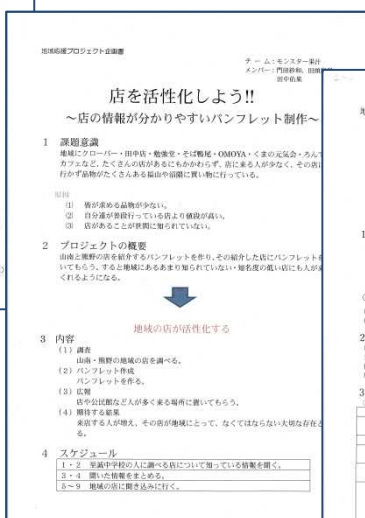 地域応援プロジェクト企画書
チーム：モンスター果汁
メンバー：門田
田中佑果
店を活性化しよう!!
～店の情報が分かりやすいパンフレット制作～
1 課題意識
地域にクローバー・田中店・勉強堂・そば鴨尾・OMOYA・くまの元気会・ろんて
カフェなど、たくさんの店があるにもかかわらず、店に来る人が少なく、その店に
行かず品物がたくさんある福山や沼隈に買い物に行っている。
原因
⑴ 皆が求める品物が少ない。
⑵ 自分達が普段行っている店より値段が高い。
⑶ 店があることが世間に知られていない。
2 プロジェクトの概要
山南と熊野の店を紹介するパンフレットを作り、その紹介した店にパンフレットを
いてもらう。すると地域にあるあまり知られていない・知名度の低い店にも人が
くれるようになる。
地域の店が活性化する
3 内容
(1) 調査
山南・熊野の地域の店を調べる。
(2) パンフレット作成
パンフレットを作る。
(3) 広報
店や公民館など人が多く来る場所に置いてもらう。
(4) 期待する結果
来店する人が増え、その店が地域にとって、なくてはならない大切な存在と
る。
4 スケジュール
1・2 至誠中学校の人に調べる店について知っている情報を聞く。
3・4 聞いた情報をまとめる。
5～9 地域の店に聞き込みに行く。
1
2
3